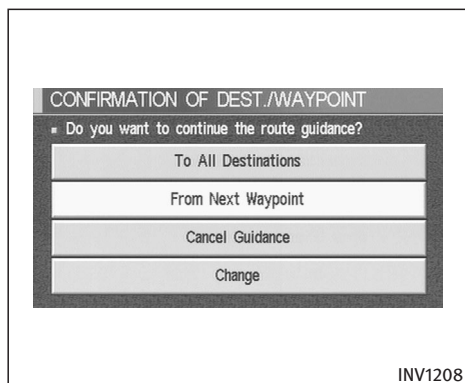 CONFIRMATION OF DEST./WAYPOINT
▪ Do you want to continue the route guidance?
To All Destinations
From Next Waypoint
Cancel Guidance
Change
INV1208